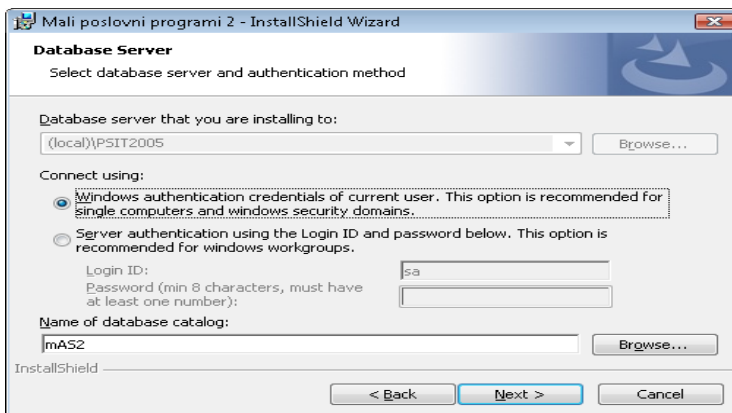 Mali poslovni programi 2 - InstallShield Wizard
Database Server
Select database server and authentication method
Database server that you are installing to:
(local)\PSIT2005
Browse...
Connect using:
Windows authentication credentials of current user. This option is recommended for
single computers and windows security domains.
Server authentication using the Login ID and password below. This option is
recommended for windows workgroups.
Login ID:
sa
Password (min 8 characters, must have
at least one number):
Name of database catalog:
mAS2
Browse...
InstallShield
< Back
Next >
Cancel